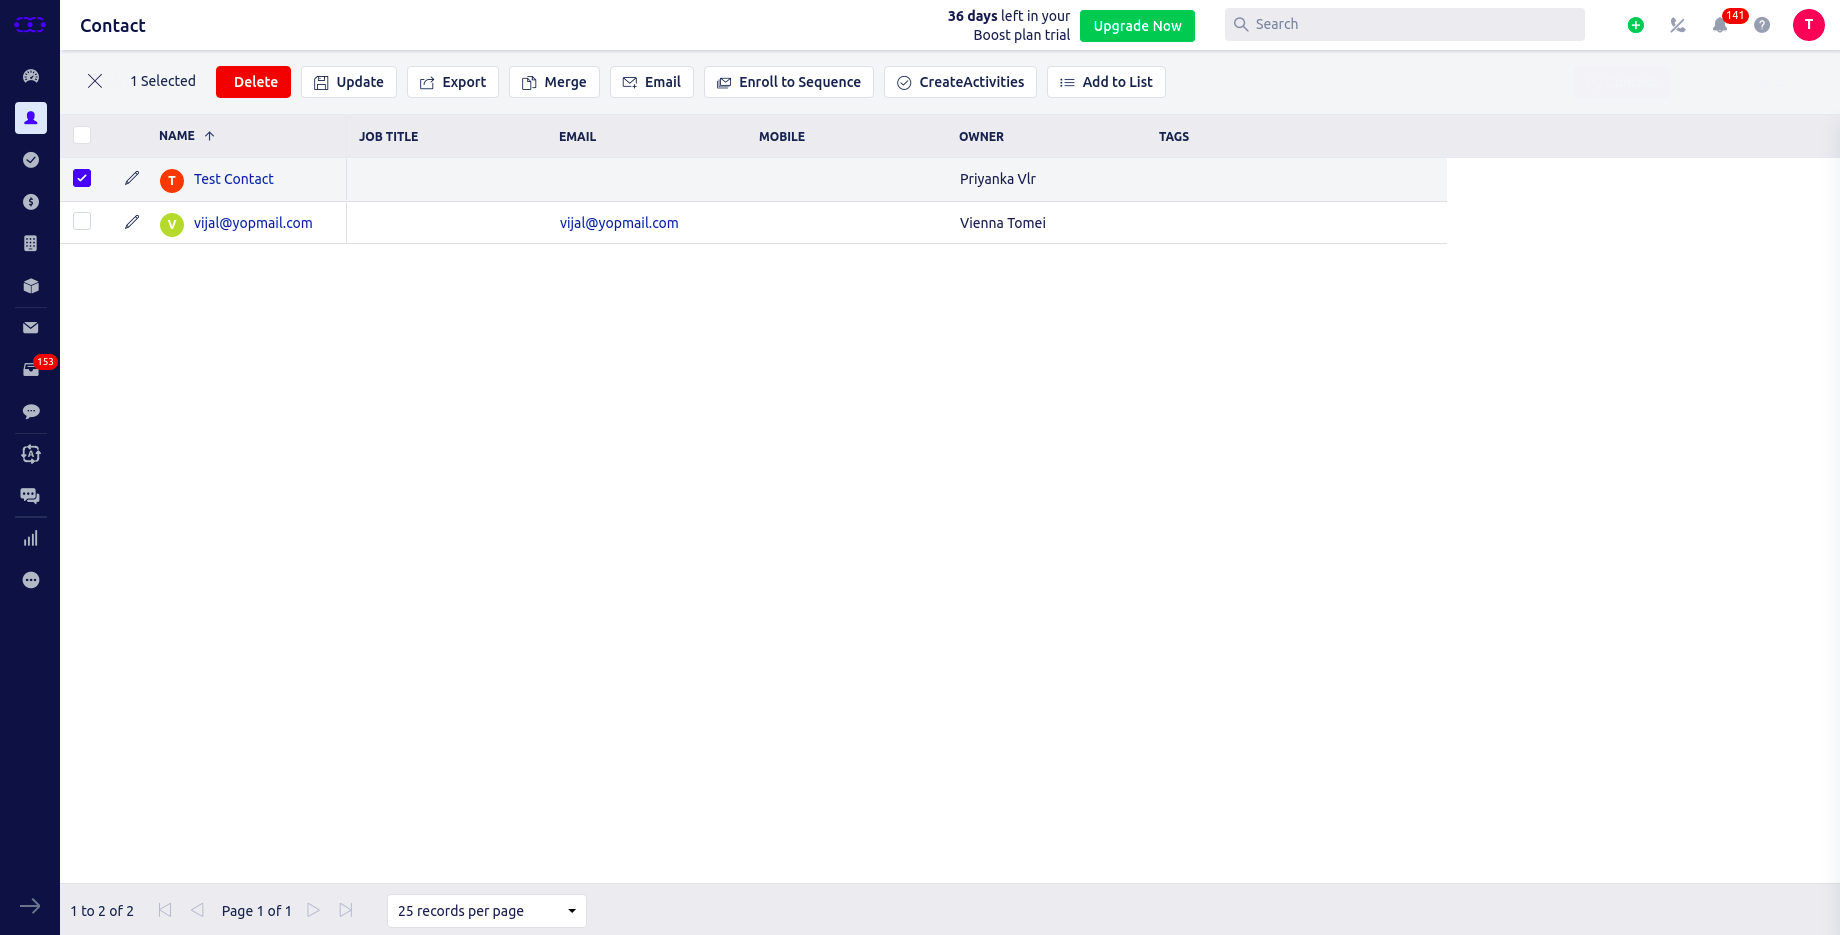 Contact
36 days left in your
Boost plan trial
Upgrade Now
Search
141
T
1 Selected
Delete
Update
Export
Merge
Email
Enroll to Sequence
CreateActivities
Add to List
NAME
JOB TITLE
EMAIL
MOBILE
OWNER
TAGS
T
Test Contact
Priyanka Vlr
V
vijal@yopmail.com
vijal@yopmail.com
Vienna Tomei
153
1 to 2 of 2
Page 1 of 1
25 records per page